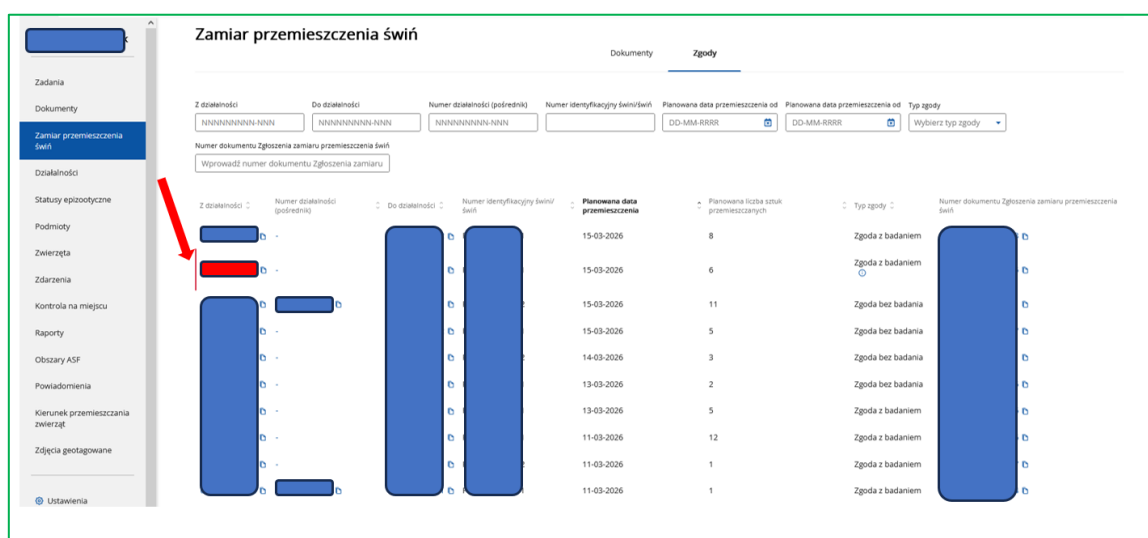 Zamiar przemieszczenia świń
Dokumenty
Zgody
Zadania
Dokumenty
Zamiar przemieszczenia
świń
Działalności
Statusy epizootyczne
Podmioty
Zwierzęta
Zdarzenia
Kontrola na miejscu
Raporty
Obszary ASF
Powiadomienia
Kierunek przemieszczania
zwierząt
Zdjęcia geotagowane
Ustawienia
Z działalności
Do działalności
Numer działalności (pośrednik)
Numer identyfikacyjny świni/świń
Planowana data przemieszczenia od
Planowana data przemieszczenia od
Typ zgody
NNNNNNNNN-NNN
NNNNNNNNN-NNN
NNNNNNNNN-NNN
DD-MM-RRRR
DD-MM-RRRR
Wybierz typ zgody
Numer dokumentu Zgłoszenia zamiaru przemieszczenia świń
Wprowadź numer dokumentu Zgłoszenia zamiaru
Z działalności
Numer działalności
(pośrednik)
Do działalności
Numer identyfikacyjny świni/
świń
Planowana data
przemieszczenia
Planowana liczba sztuk
przemieszczanych
Typ zgody
Numer dokumentu Zgłoszenia zamiaru przemieszczenia
świń
- 15-03-2026 8 Zgoda z badaniem
- 15-03-2026 6 Zgoda z badaniem
15-03-2026 11 Zgoda bez badania
- 15-03-2026 5 Zgoda bez badania
- 14-03-2026 3 Zgoda bez badania
- 13-03-2026 2 Zgoda bez badania
- 13-03-2026 5 Zgoda z badaniem
- 11-03-2026 12 Zgoda z badaniem
- 11-03-2026 1 Zgoda z badaniem
11-03-2026 1 Zgoda z badaniem